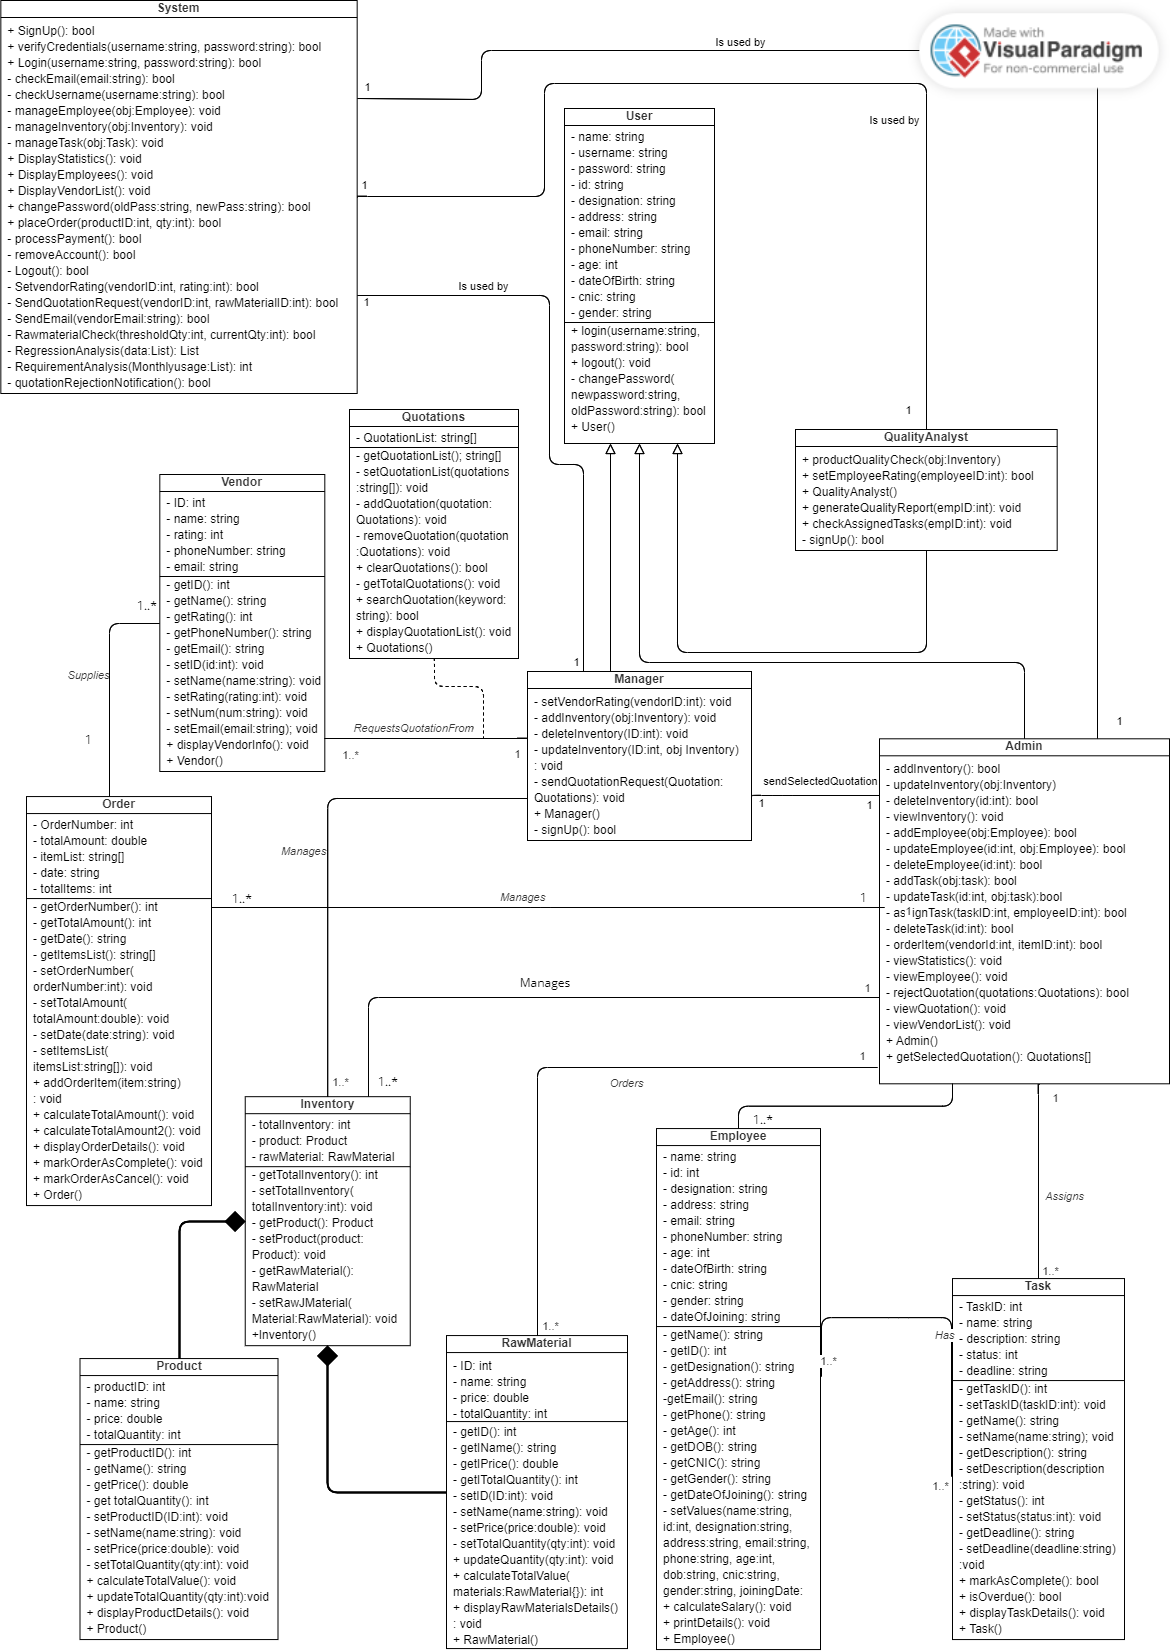 System
+ SignUp(): bool
+ verifyCredentials(username:string, password:string): bool
+ Login(username:string, password:string): bool
- checkEmail(email:string): bool
- checkUsername(username:string): bool
- manageEmployee(obj:Employee): void
- manageInventory(obj:Inventory): void
- manageTask(obj:Task): void
+ DisplayStatistics(): void
+ DisplayEmployees(): void
+ DisplayVendorList(): void
+ changePassword(oldPass:string, newPass:string): bool
+ placeOrder(productID:int, qty:int): bool
- processPayment(): bool
- removeAccount(): bool
- Logout(): bool
- SetvendorRating(vendorID:int, rating:int): bool
- SendQuotationRequest(vendorID:int, rawMaterialID:int): bool
- SendEmail(vendorEmail:string): bool
- RawmaterialCheck(thresholdQty:int, currentQty:int): bool
- RegressionAnalysis(data:List): List
- RequirementAnalysis(Monthlyusage:List): int
- quotationRejectionNotification(): bool
1
Is used by
Made with
VisualParadigm
For non-commercial use
1
Is used by
1
Is used by
User
- name: string
- username: string
- password: string
- id: string
- designation: string
- address: string
- email: string
- phoneNumber: string
- age: int
- dateOfBirth: string
- cnic: string
- gender: string
+ login(username:string,
password:string): bool
+ logout(): void
- changePassword(
newpassword:string,
oldPassword:string): bool
+ User()
1
QualityAnalyst
+ productQualityCheck(obj:Inventory)
+ setEmployeeRating(employeeID:int): bool
+ QualityAnalyst()
+ generateQualityReport(empID:int): void
+ checkAssignedTasks(empID:int): void
- signUp(): bool
Quotations
- QuotationList: string[]
- getQuotationList(); string[]
- setQuotationList(quotations
:string[]): void
- addQuotation(quotation:
Quotations): void
- removeQuotation(quotation
:Quotations): void
+ clearQuotations(): bool
- getTotalQuotations(): void
+ searchQuotation(keyword:
string): bool
+ displayQuotationList(): void
+ Quotations()
Vendor
- ID: int
- name: string
- rating: int
- phoneNumber: string
- email: string
- getID(): int
- getName(): string
- getRating(): int
- getPhoneNumber(): string
- getEmail(): string
- setID(id:int): void
- setName(name:string): void
- setRating(rating:int): void
- setNum(num:string): void
- setEmail(email:string); void
+ displayVendorInfo(): void
+ Vendor()
1..*
Supplies
1
RequestsQuotationFrom
1..*
1
1
Manager
- setVendorRating(vendorID:int): void
- addInventory(obj:Inventory): void
- deleteInventory(ID:int): void
- updateInventory(ID:int, obj Inventory)
: void
- sendQuotationRequest(Quotation:
Quotations): void
+ Manager()
- signUp(): bool
sendSelectedQuotation
1
1
1
Admin
- addInventory(): bool
- updateInventory(obj:Inventory)
- deleteInventory(id:int): bool
- viewInventory(): void
- addEmployee(obj:Employee): bool
- updateEmployee(id:int, obj:Employee): bool
- deleteEmployee(id:int): bool
- addTask(obj:task): bool
- updateTask(id:int, obj:task):bool
- as1ignTask(taskID:int, employeeID:int): bool
- deleteTask(id:int): bool
- orderItem(vendorId:int, itemID:int): bool
- viewStatistics(): void
- viewEmployee(): void
- rejectQuotation(quotations:Quotations): bool
- viewQuotation(): void
- viewVendorList(): void
+ Admin()
+ getSelectedQuotation(): Quotations[]
Order
- OrderNumber: int
- totalAmount: double
- itemList: string[]
- date: string
- totalItems: int
- getOrderNumber(): int
- getTotalAmount(): int
- getDate(): string
- getItemsList(): string[]
- setOrderNumber(
orderNumber:int): void
- setTotalAmount(
totalAmount:double): void
- setDate(date:string): void
- setItemsList(
itemsList:string[]): void
+ addOrderItem(item:string)
: void
+ calculateTotalAmount(): void
+ calculateTotalAmount2(): void
+ displayOrderDetails(): void
+ markOrderAsComplete(): void
+ markOrderAsCancel(): void
+ Order()
Manages
1..*
Manages
1
Manages
1
1..*
1..*
Orders
1
1..*
1..*
1
Assigns
1..*
Inventory
- totalInventory: int
- product: Product
- rawMaterial: RawMaterial
- getTotalInventory(): int
- setTotalInventory(
totalInventory:int): void
- getProduct(): Product
- setProduct(product:
Product): void
- getRawMaterial():
RawMaterial
- setRawJMaterial(
Material:RawMaterial): void
+Inventory()
Employee
- name: string
- id: int
- designation: string
- address: string
- email: string
- phoneNumber: string
- age: int
- dateOfBirth: string
- cnic: string
- gender: string
- dateOfJoining: string
- getName(): string
- getID(): int
- getDesignation(): string
- getAddress(): string
-getEmail(): string
- getPhone(): string
- getAge(): int
- getDOB(): string
- getCNIC(): string
- getGender(): string
- getDateOfJoining(): string
- setValues(name:string,
id:int, designation:string,
address:string, email:string,
phone:string, age:int,
dob:string, cnic:string,
gender:string, joiningDate:
+ calculateSalary(): void
+ printDetails(): void
+ Employee()
Has
1..*
1..*
Task
- TaskID: int
- name: string
- description: string
- status: int
- deadline: string
- getTaskID(): int
- setTaskID(taskID:int): void
- getName(): string
- setName(name:string); void
- getDescription(): string
- setDescription(description
:string): void
- getStatus(): int
- setStatus(status:int): void
- getDeadline(): string
- setDeadline(deadline:string)
:void
+ markAsComplete(): bool
+ isOverdue(): bool
+ displayTaskDetails(): void
+ Task()
Product
- productID: int
- name: string
- price: double
- totalQuantity: int
- getProductID(): int
- getName(): string
- getPrice(): double
- get totalQuantity(): int
- setProductID(ID:int): void
- setName(name:string): void
- setPrice(price:double): void
- setTotalQuantity(qty:int): void
+ calculateTotalValue(): void
+ updateTotalQuantity(qty:int):void
+ displayProductDetails(): void
+ Product()
RawMaterial
- ID: int
- name: string
- price: double
- totalQuantity: int
- getID(): int
- getIName(): string
- getIPrice(): double
- getITotalQuantity(): int
- setID(ID:int): void
- setName(name:string): void
- setPrice(price:double): void
- setTotalQuantity(qty:int): void
+ updateQuantity(qty:int): void
+ calculateTotalValue(
materials:RawMaterial{}): int
+ displayRawMaterialsDetails()
: void
+ RawMaterial()